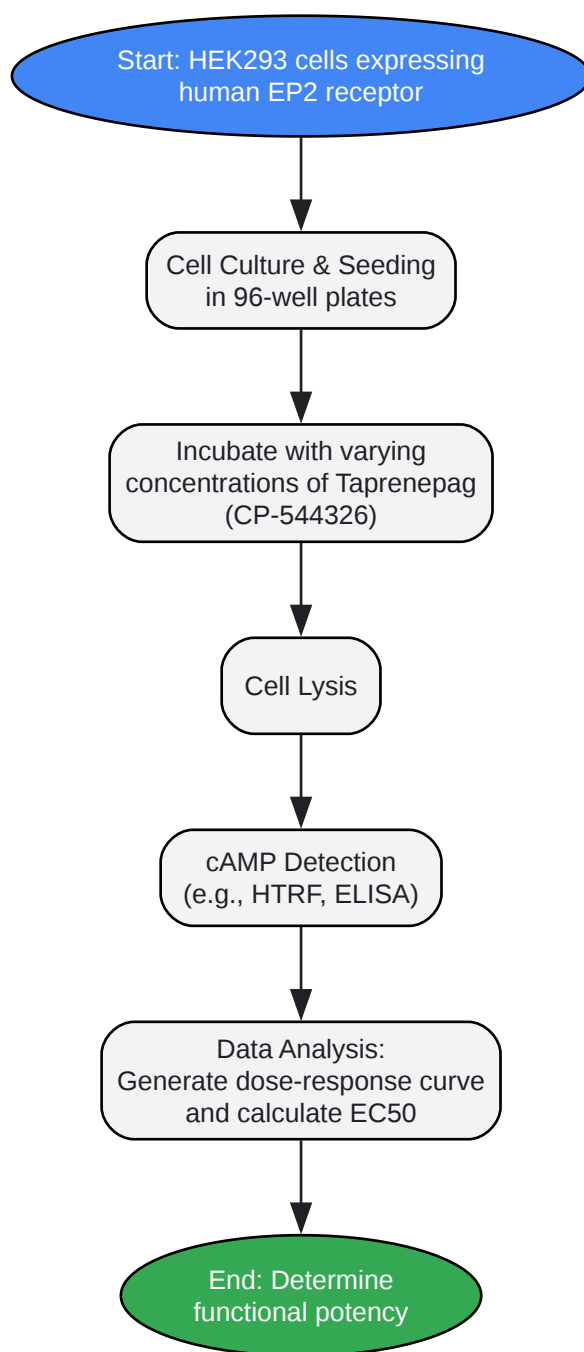 Start: HEK293 cells expressing
human EP2 receptor
Cell Culture & Seeding
in 96-well plates
Incubate with varying
concentrations of Taprenepag
(CP-544326)
Cell Lysis
cAMP Detection
(e.g., HTRF, ELISA)
Data Analysis:
Generate dose-response curve
and calculate EC50
End: Determine
functional potency